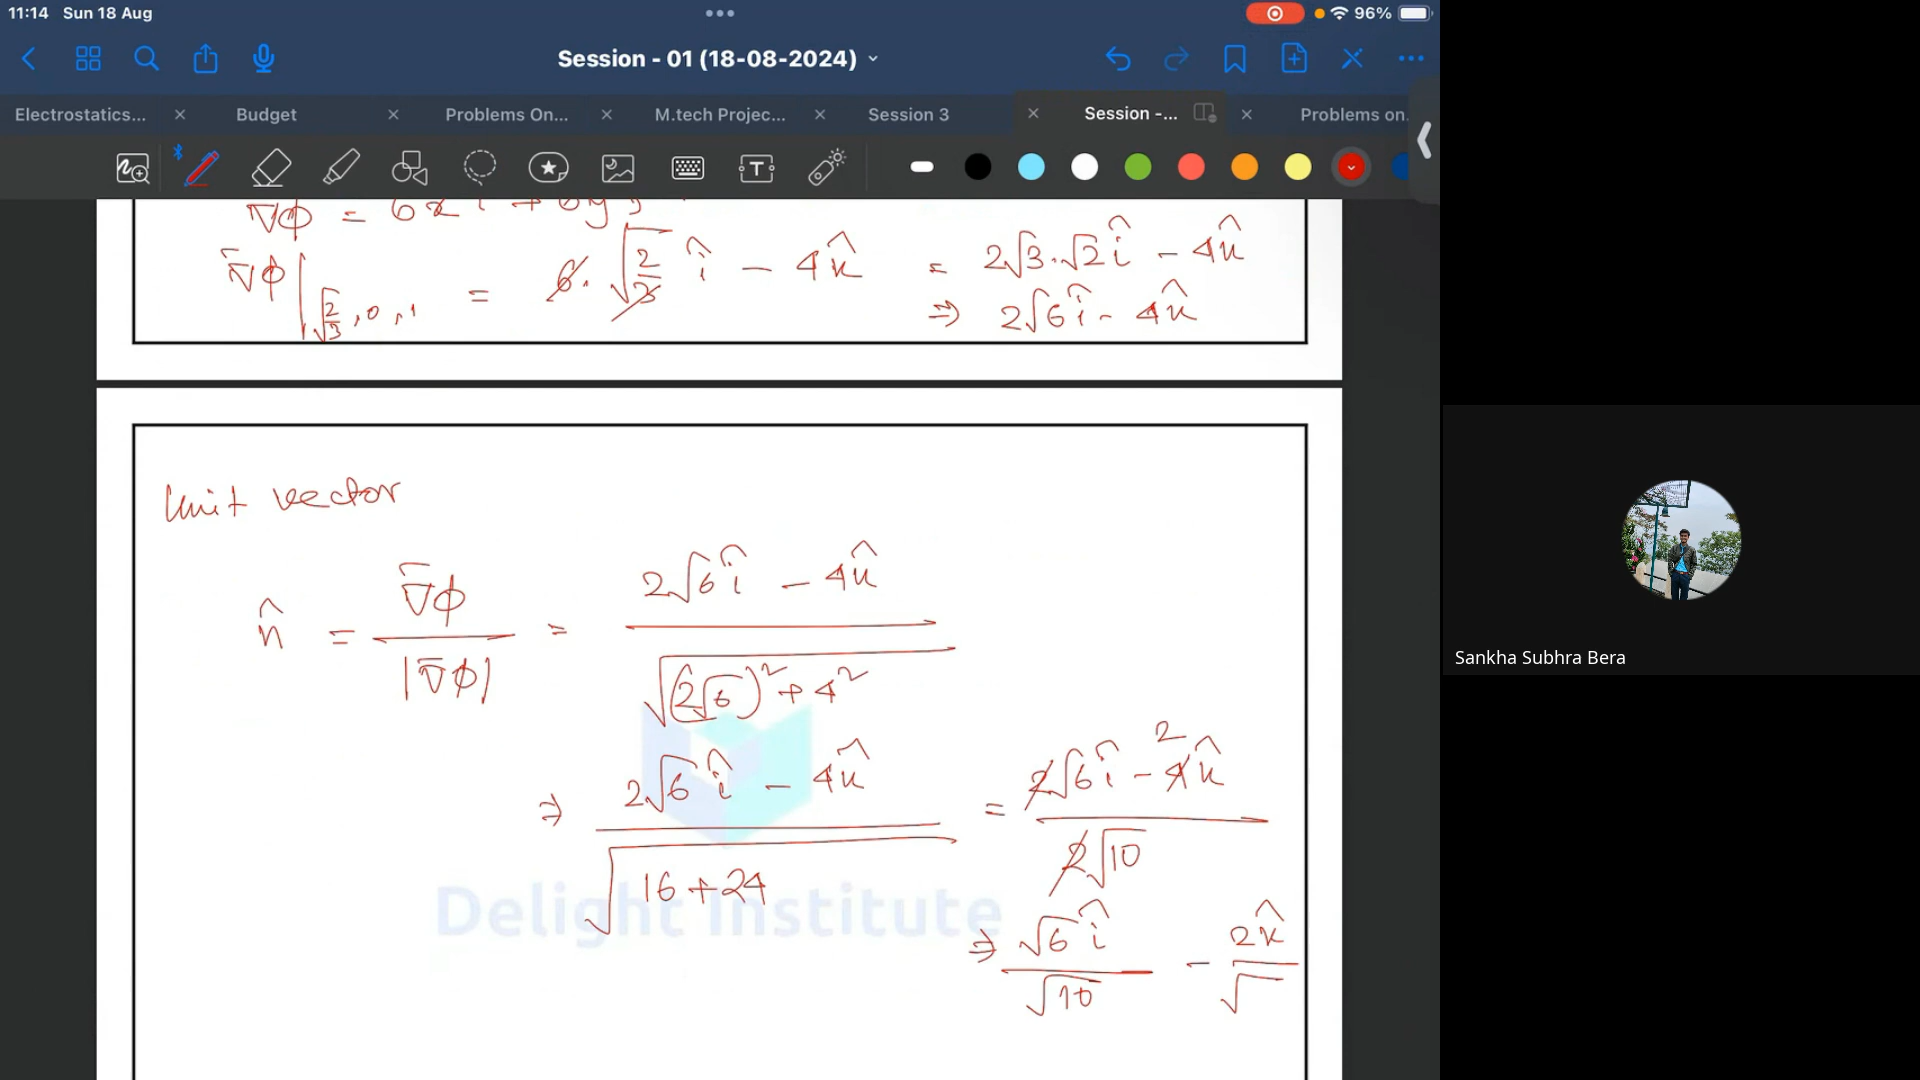 11:14 Sun 18 Aug 96%
Session - 01 (18-08-2024)
Electrostatics... Budget Problems On... M.tech Projec... Session 3 Session -... Problems on.
∇̄φ =
∇̄φ|√(2/3), 0, 1 = 6·√(2/3) î - 4k̂ = 2√3·√2 î - 4k̂
⇒ 2√6 î - 4k̂
Unit vector
n̂ = ∇̄φ / |∇̄φ| = (2√6 î - 4k̂) / √((2√6)² + 4²)
⇒ (2√6 î - 4k̂) / √(16+24) = (2√6 î - 4k̂ 2) / (2√10)
⇒ √6 î / √10 - 2k̂ / √
Delight Institute
Sankha Subhra Bera